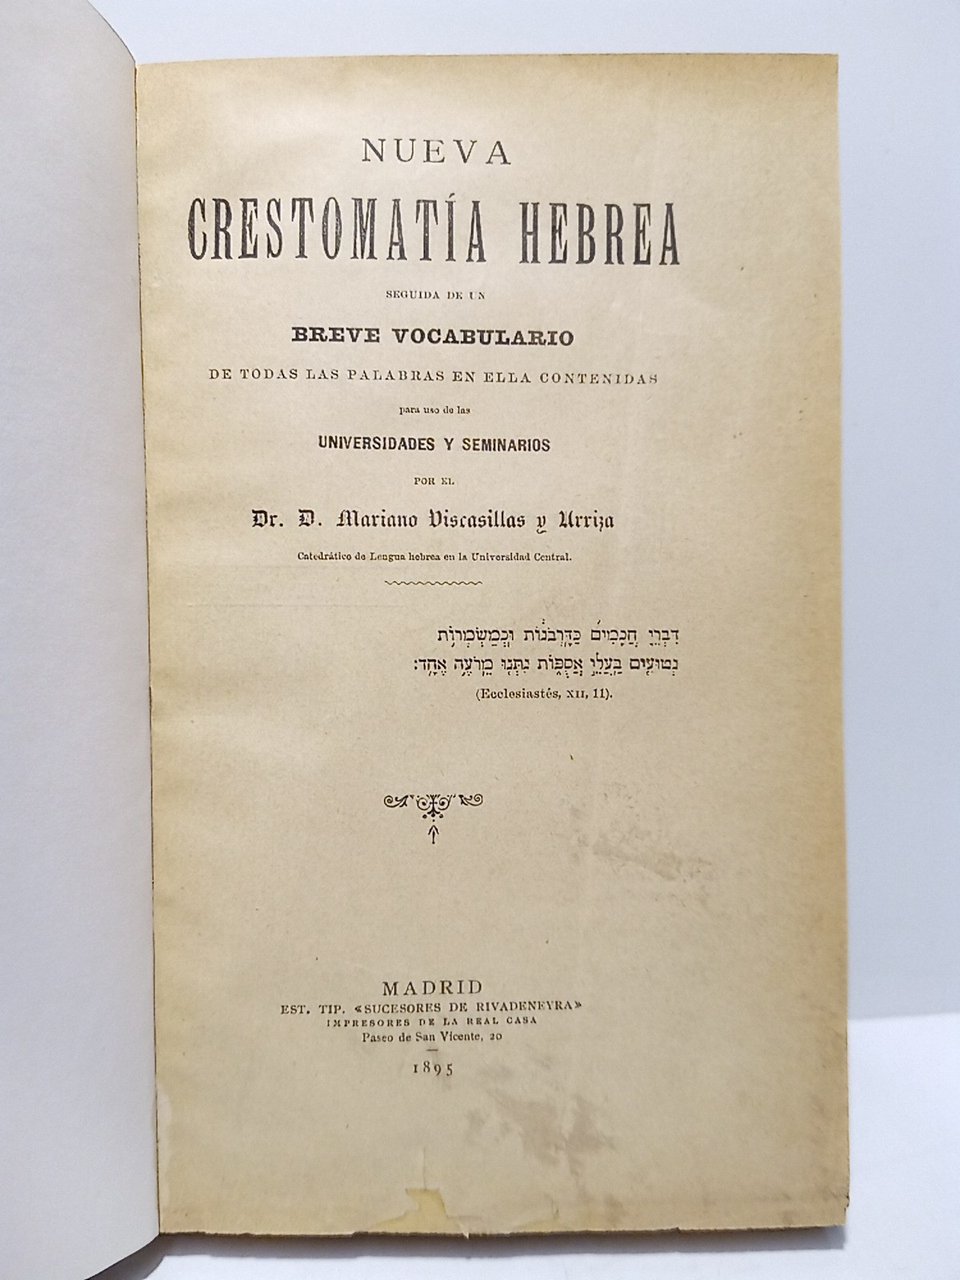 NUEVA
CRESTOMATÍA HEBREA
SEGUIDA DE UN
BREVE VOCABULARIO
DE TODAS LAS PALABRAS EN ELLA CONTENIDAS
para uso de las
UNIVERSIDADES Y SEMINARIOS
POR EL
Dr. D. Mariano Viscasillas y Urriza
Catedrático de Lengua hebrea en la Universidad Central.
דִּבְרֵי חֲכָמִים כַּדָּרְבֹנוֹת וּכְמַשְׂמְרוֹת
נְטוּעִים בַּעֲלֵי אֲסֻפּוֹת נִתְּנוּ מֵרֹעֶה אֶחָד׃
(Ecclesiastés, XII, 11).
MADRID
EST. TIP. «SUCESORES DE RIVADENEYRA»
IMPRESORES DE LA REAL CASA
Paseo de San Vicente, 20
1895